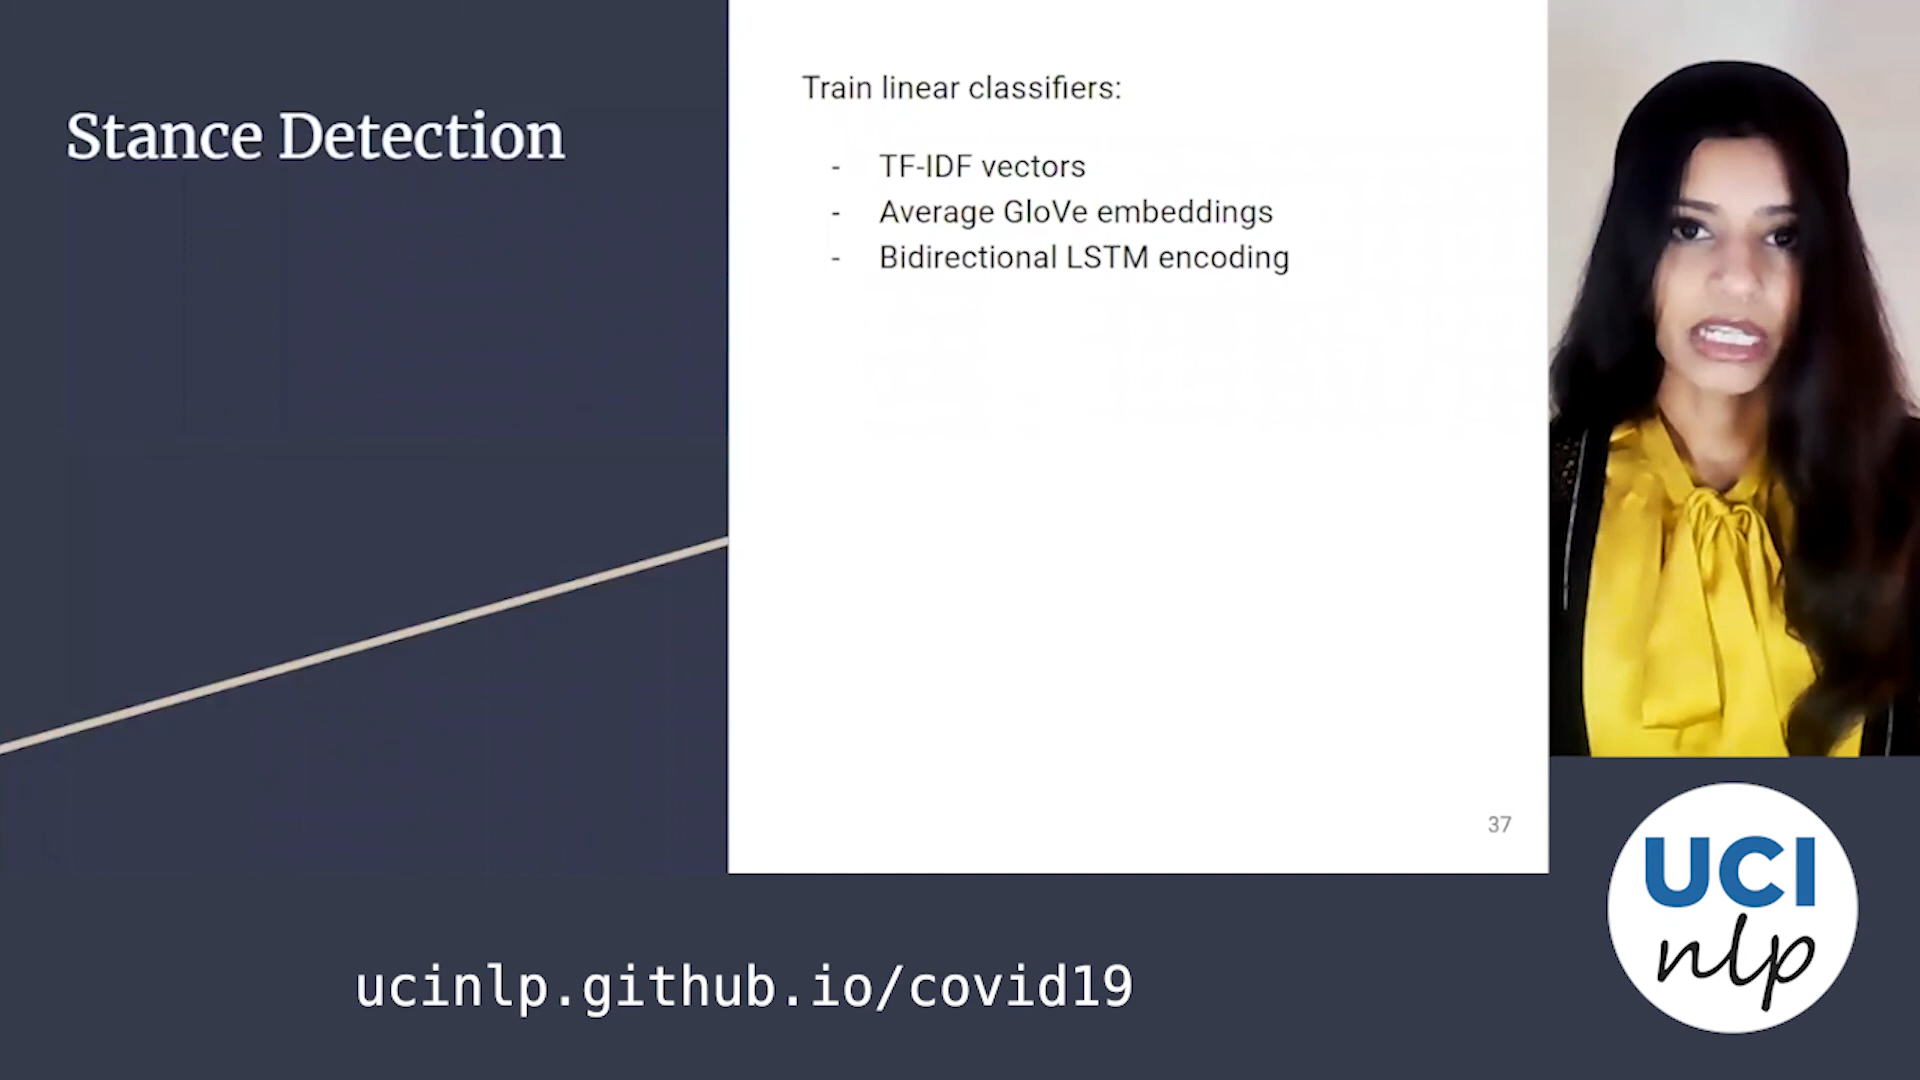 Stance Detection
Train linear classifiers:
- TF-IDF vectors
- Average GloVe embeddings
- Bidirectional LSTM encoding
37
UCI
nlp
ucinlp.github.io/covid19